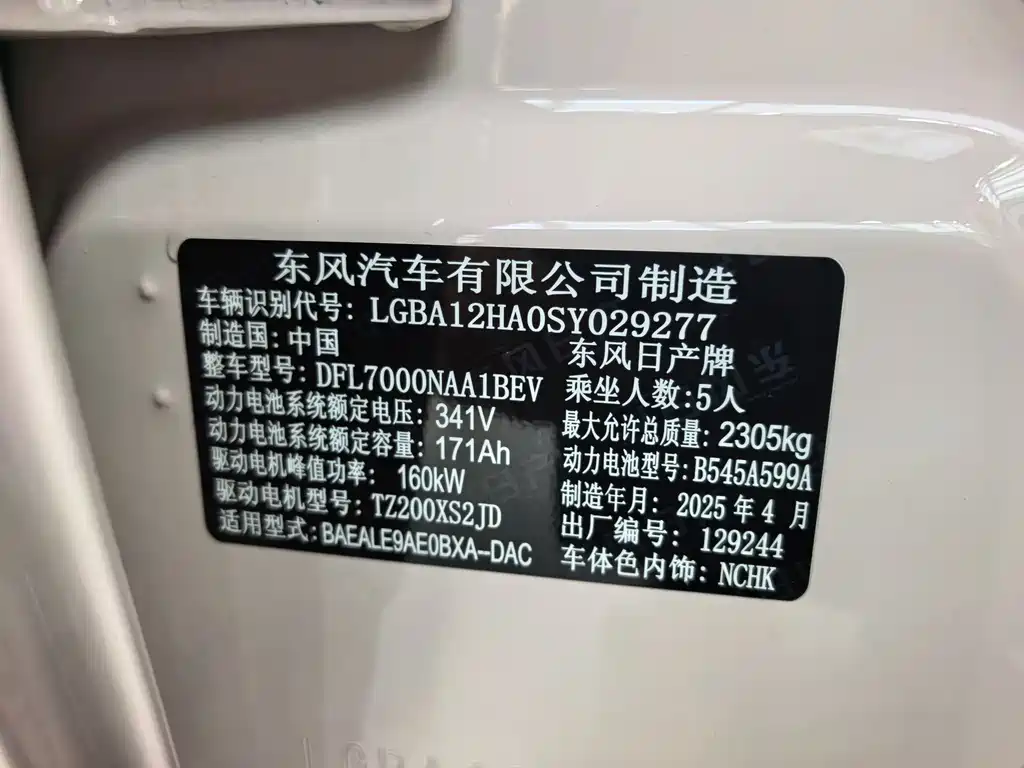 东风汽车有限公司制造
车辆识别代号: LGBA12HA0SY029277
制造国: 中国 东风日产牌
整车型号: DFL7000NAA1BEV 乘坐人数:5人
动力电池系统额定电压: 341V 最大允许总质量: 2305kg
动力电池系统额定容量: 171Ah 动力电池型号: B545A599A
驱动电机峰值功率: 160kW 制造年月: 2025年4月
驱动电机型号: TZ200XS2JD 出厂编号: 129244
适用型式: BAEALE9AE0BXA-DAC 车体色内饰: NCHK